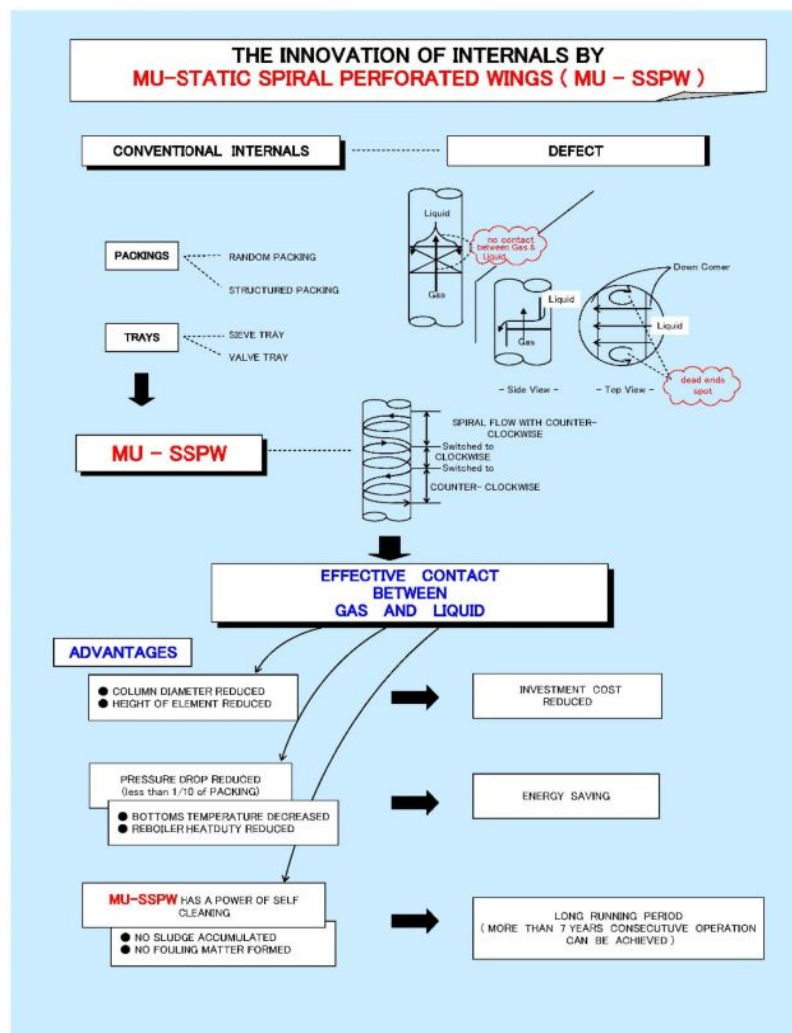 THE INNOVATION OF INTERNALS BY
MU-STATIC SPIRAL PERFORATED WINGS ( MU - SSPW )
CONVENTIONAL INTERNALS
DEFECT
PACKINGS
RANDOM PACKING
STRUCTURED PACKING
TRAYS
SIEVE TRAY
VALVE TRAY
Liquid
no contact
between Gas &
Liquid
Gas
Liquid
Gas
- Side View -
Down Comer
Liquid
- Top View -
dead ends
spot
MU - SSPW
SPIRAL FLOW WITH COUNTER-
CLOCKWISE
Switched to
CLOCKWISE
Switched to
COUNTER- CLOCKWISE
EFFECTIVE CONTACT
BETWEEN
GAS AND LIQUID
ADVANTAGES
● COLUMN DIAMETER REDUCED
● HEIGHT OF ELEMENT REDUCED
INVESTMENT COST
REDUCED
PRESSURE DROP REDUCED
(less than 1/10 of PACKING)
● BOTTOMS TEMPERATURE DECREASED
● REBOILER HEATDUTY REDUCED
ENERGY SAVING
MU-SSPW HAS A POWER OF SELF
CLEANING
● NO SLUDGE ACCUMULATED
● NO FOULING MATTER FORMED
LONG RUNNING PERIOD
( MORE THAN 7 YEARS CONSECUTUVE OPERATION
CAN BE ACHIEVED )